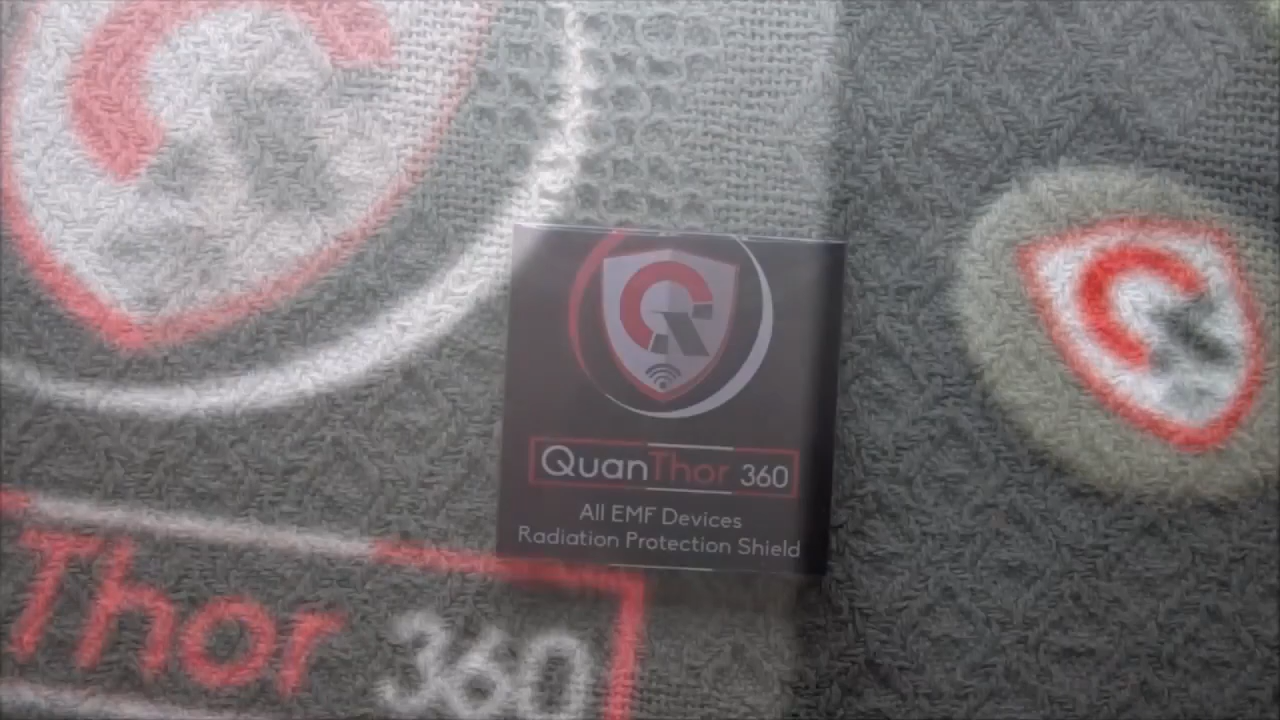 QuanThor 360
All EMF Devices
Radiation Protection Shield
Thor 360